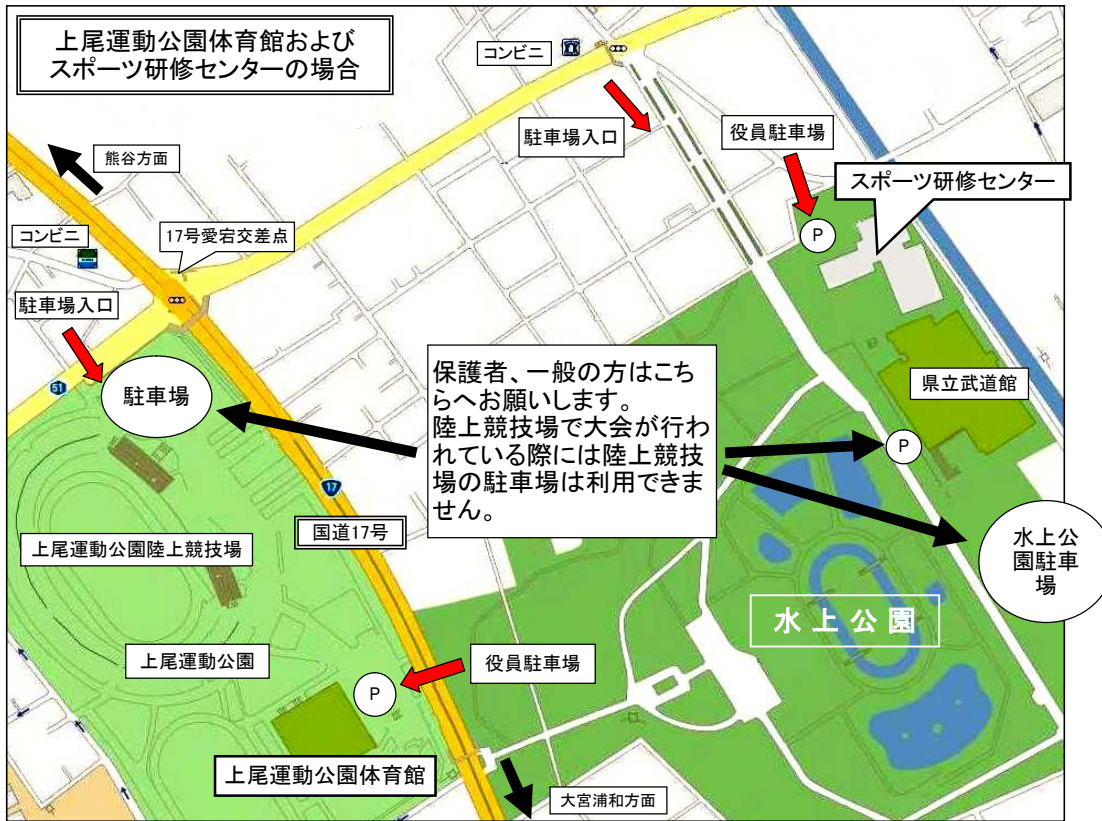 上尾運動公園体育館および
スポーツ研修センターの場合
コンビニ
駐車場入口
役員駐車場
熊谷方面
スポーツ研修センター
コンビニ
17号愛宕交差点
P
駐車場入口
51
駐車場
保護者、一般の方はこち
らへお願いします。
陸上競技場で大会が行わ
れている際には陸上競技
場の駐車場は利用できま
せん。
県立武道館
P
17
国道17号
上尾運動公園陸上競技場
水上公
園駐車
場
水上公園
上尾運動公園
役員駐車場
P
上尾運動公園体育館
大宮浦和方面